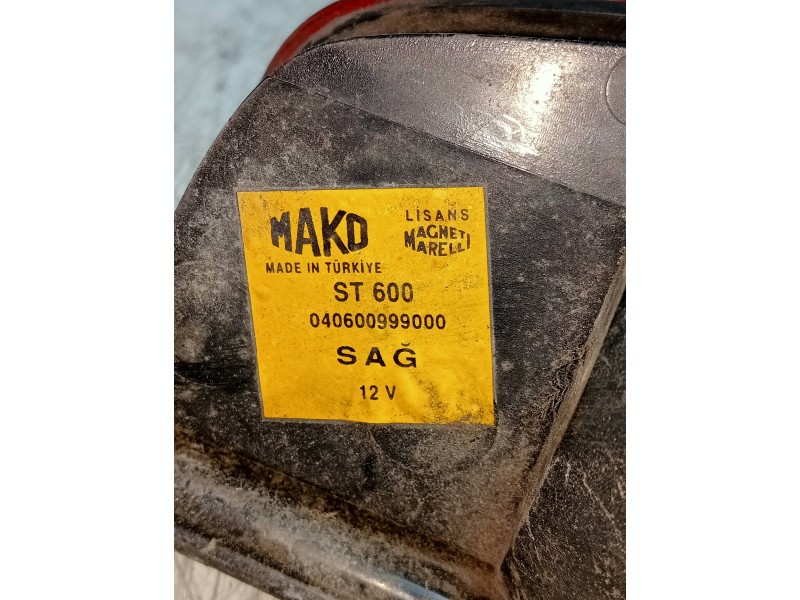 MAKO
LİSANS
MAGNETI
MARELLI
MADE IN TÜRKİYE
ST 600
040600999000
SAĞ
12 V